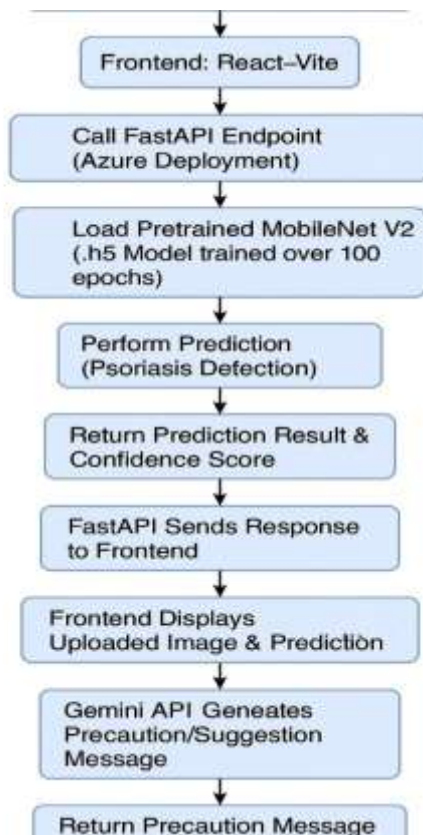 Frontend: React–Vite
Call FastAPI Endpoint
(Azure Deployment)
Load Pretrained MobileNet V2
(.h5 Model trained over 100
epochs)
Perform Prediction
(Psoriasis Detection)
Return Prediction Result &
Confidence Score
FastAPI Sends Response
to Frontend
Frontend Displays
Uploaded Image & Prediction
Gemini API Geneates
Precaution/Suggestion
Message
Return Precaution Message